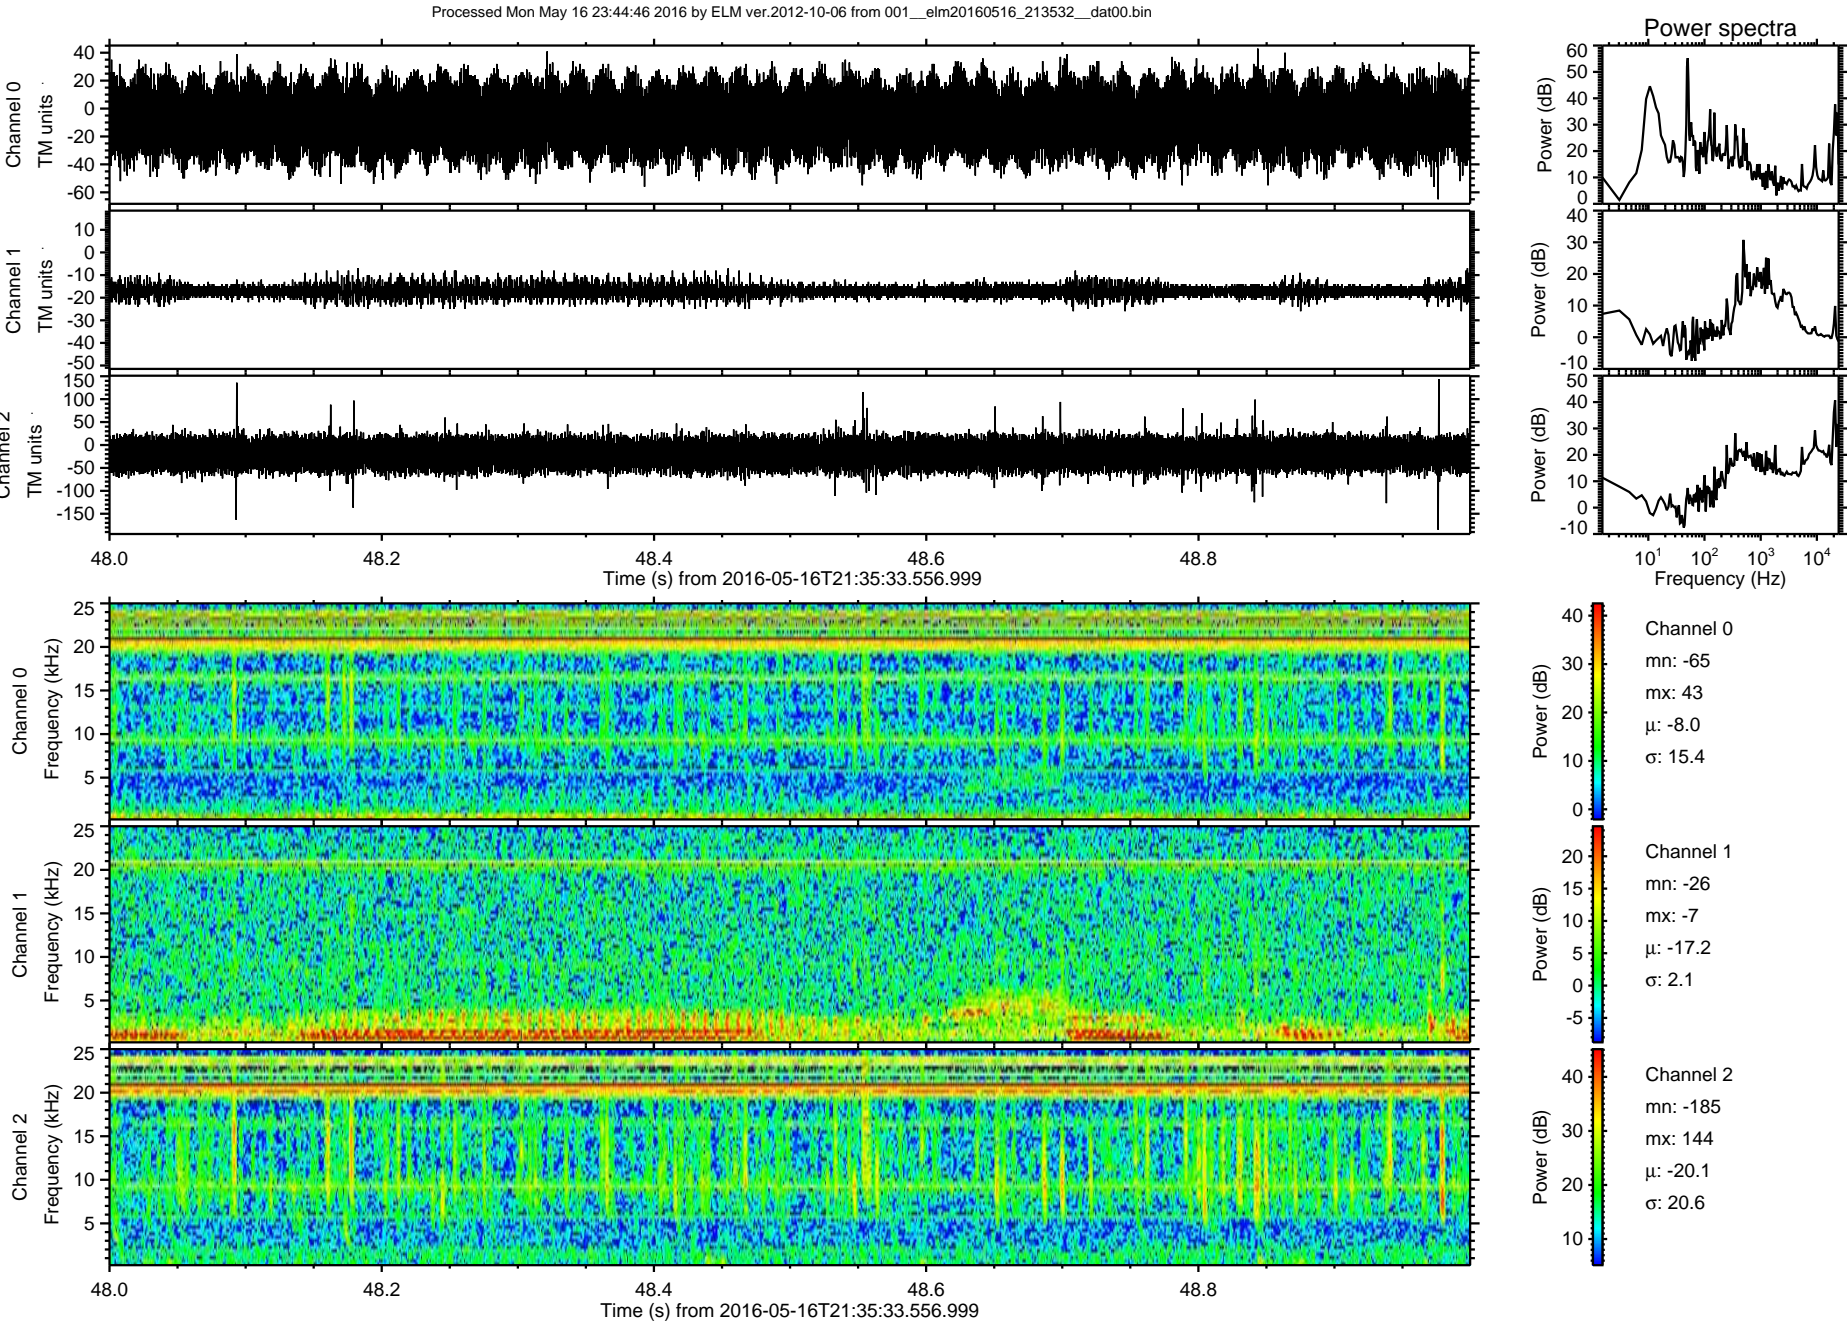 Processed Mon May 16 23:44:46 2016 by ELM ver.2012-10-06 from 001__elm20160516_213532__dat00.bin
Power spectra
Channel 0
TM units
40
20
0
-20
-40
-60
Power (dB)
60
50
40
30
20
10
0
Channel 1
TM units
10
0
-10
-20
-30
-40
-50
Power (dB)
40
30
20
10
0
-10
Channel 2
TM units
150
100
50
0
-50
-100
-150
Power (dB)
50
40
30
20
10
0
-10
48.0 48.2 48.4 48.6 48.8
Time (s) from 2016-05-16T21:35:33.556.999
10^1 10^2 10^3 10^4
Frequency (Hz)
Channel 0
Frequency (kHz)
25
20
15
10
5
Power (dB)
40
30
20
10
0
Channel 0
mn: -65
mx: 43
μ: -8.0
σ: 15.4
Channel 1
Frequency (kHz)
25
20
15
10
5
Power (dB)
20
15
10
5
0
-5
Channel 1
mn: -26
mx: -7
μ: -17.2
σ: 2.1
Channel 2
Frequency (kHz)
25
20
15
10
5
Power (dB)
40
30
20
10
Channel 2
mn: -185
mx: 144
μ: -20.1
σ: 20.6
48.0 48.2 48.4 48.6 48.8
Time (s) from 2016-05-16T21:35:33.556.999